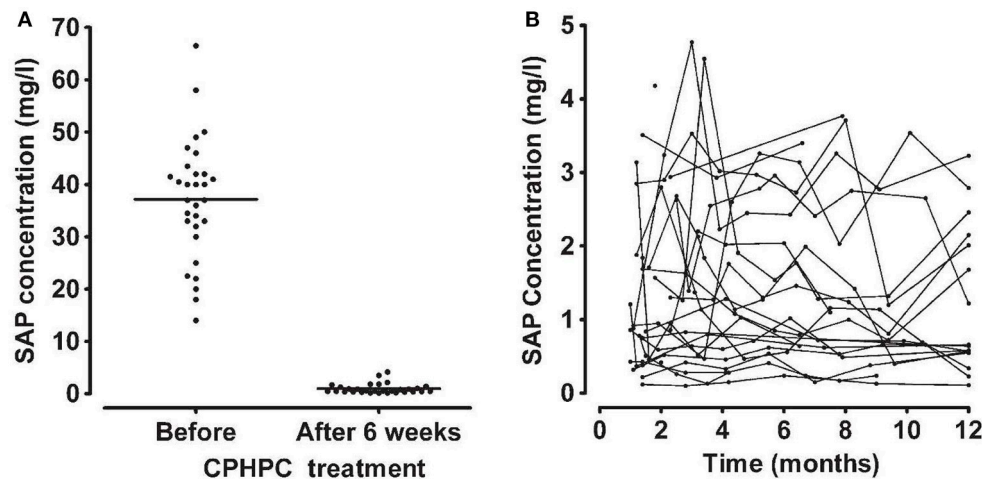 A
SAP concentration (mg/l)
70
60
50
40
30
20
10
0
Before
After 6 weeks
CPHPC treatment
B
SAP Concentration (mg/l)
5
4
3
2
1
0
0 2 4 6 8 10 12
Time (months)